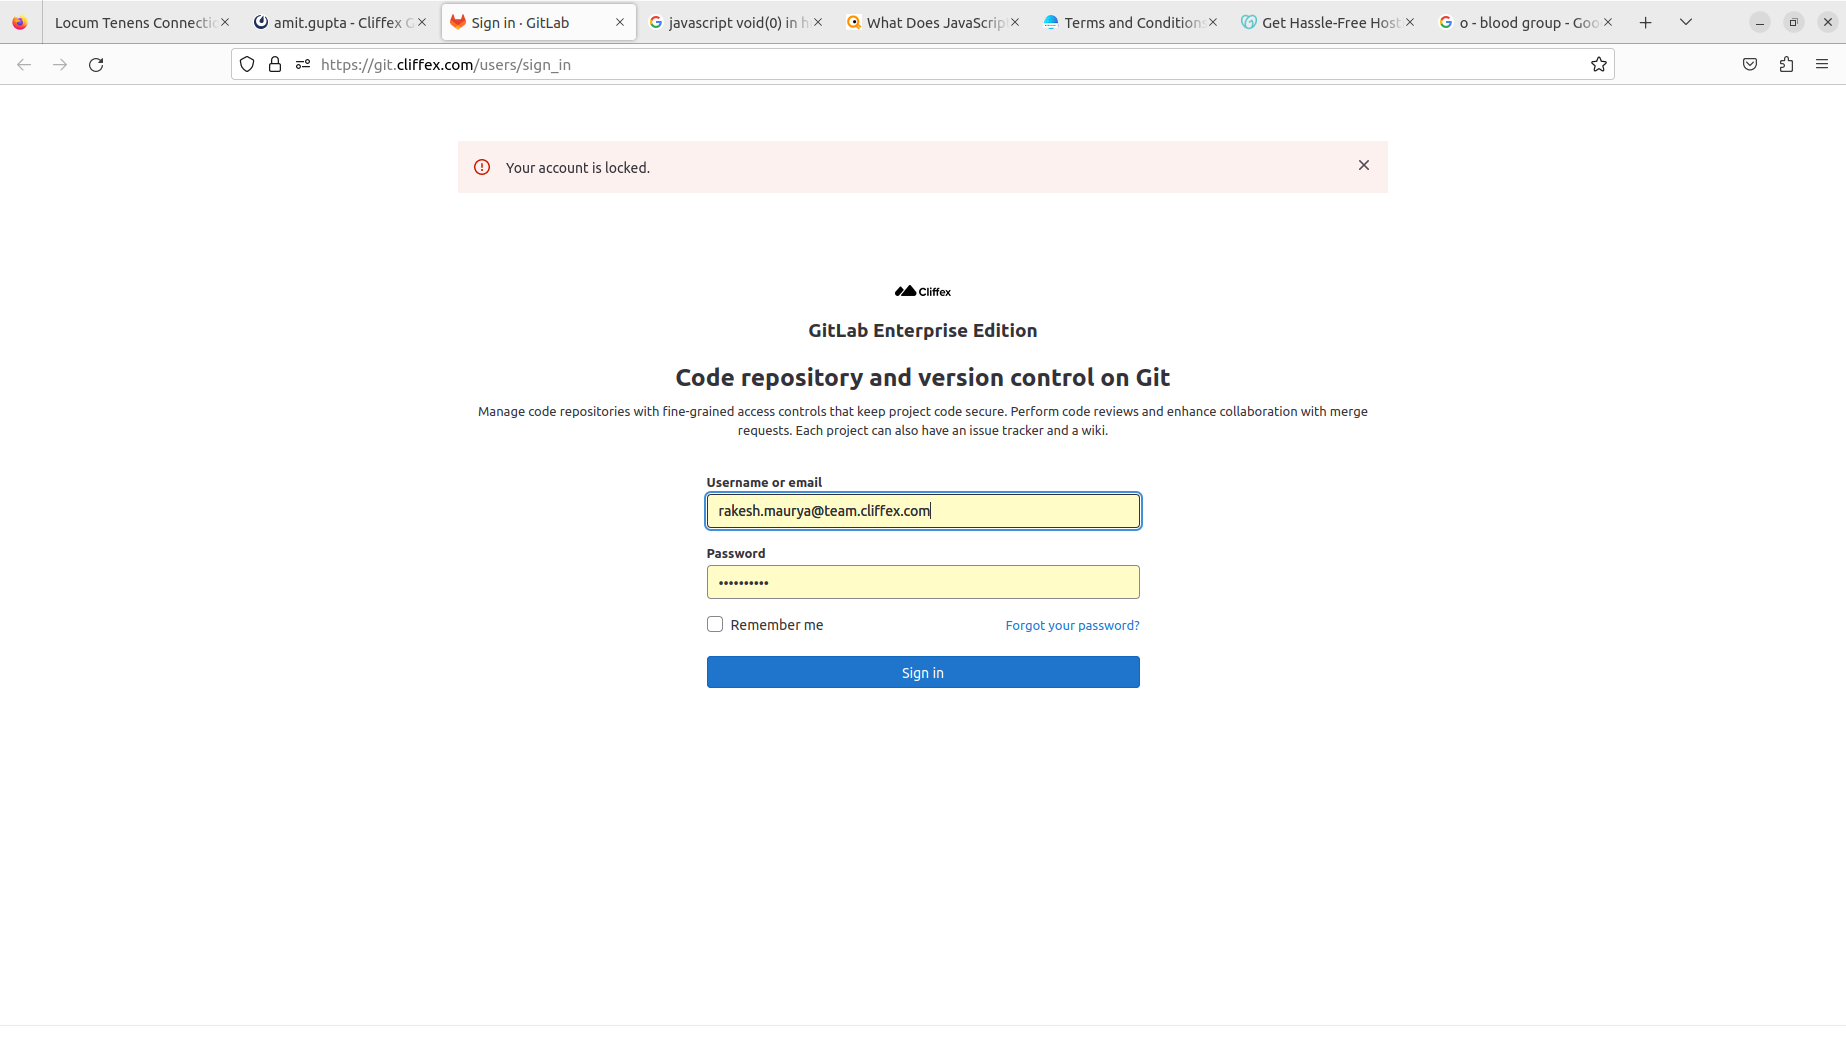 Locum Tenens Connecti
amit.gupta - Cliffex G
Sign in · GitLab
javascript void(0) in h
What Does JavaScrip
Terms and Conditions
Get Hassle-Free Host
o - blood group - Goo
https://git.cliffex.com/users/sign_in
Your account is locked.
Cliffex
GitLab Enterprise Edition
Code repository and version control on Git
Manage code repositories with fine-grained access controls that keep project code secure. Perform code reviews and enhance collaboration with merge
requests. Each project can also have an issue tracker and a wiki.
Username or email
rakesh.maurya@team.cliffex.com
Password
••••••••••
Remember me
Forgot your password?
Sign in